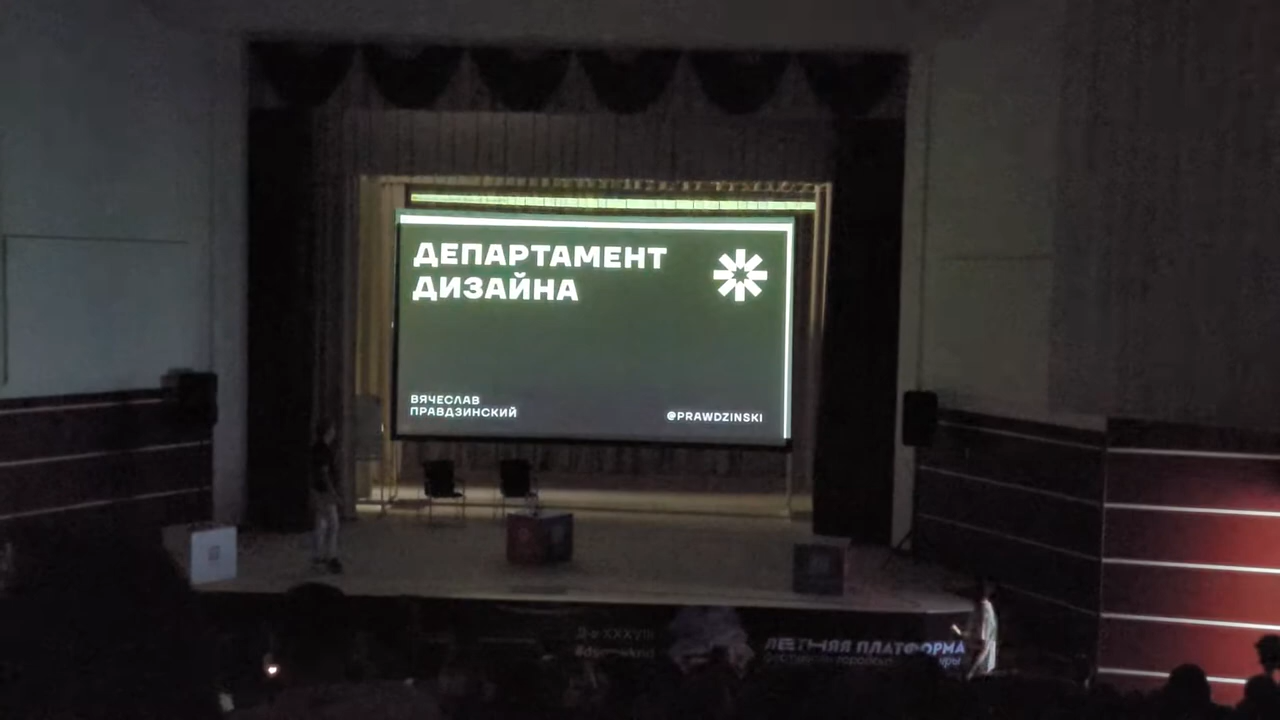 ДЕПАРТАМЕНТ
ДИЗАЙНА
ВЯЧЕСЛАВ
ПРАВДЗИНСКИЙ
@PRAWDZINSKI
ЛЕТНЯЯ ПЛАТФОРМА